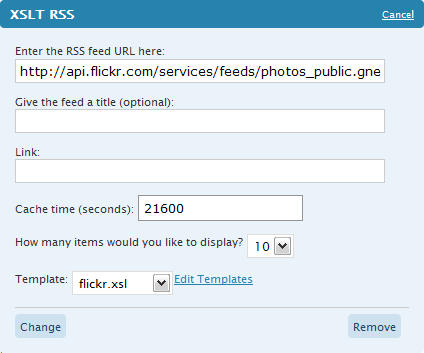 XSLT RSS Cancel
Enter the RSS feed URL here:
http://api.flickr.com/services/feeds/photos_public.gne
Give the feed a title (optional):
Link:
Cache time (seconds): 21600
How many items would you like to display? 10
Template: flickr.xsl Edit Templates
Change Remove